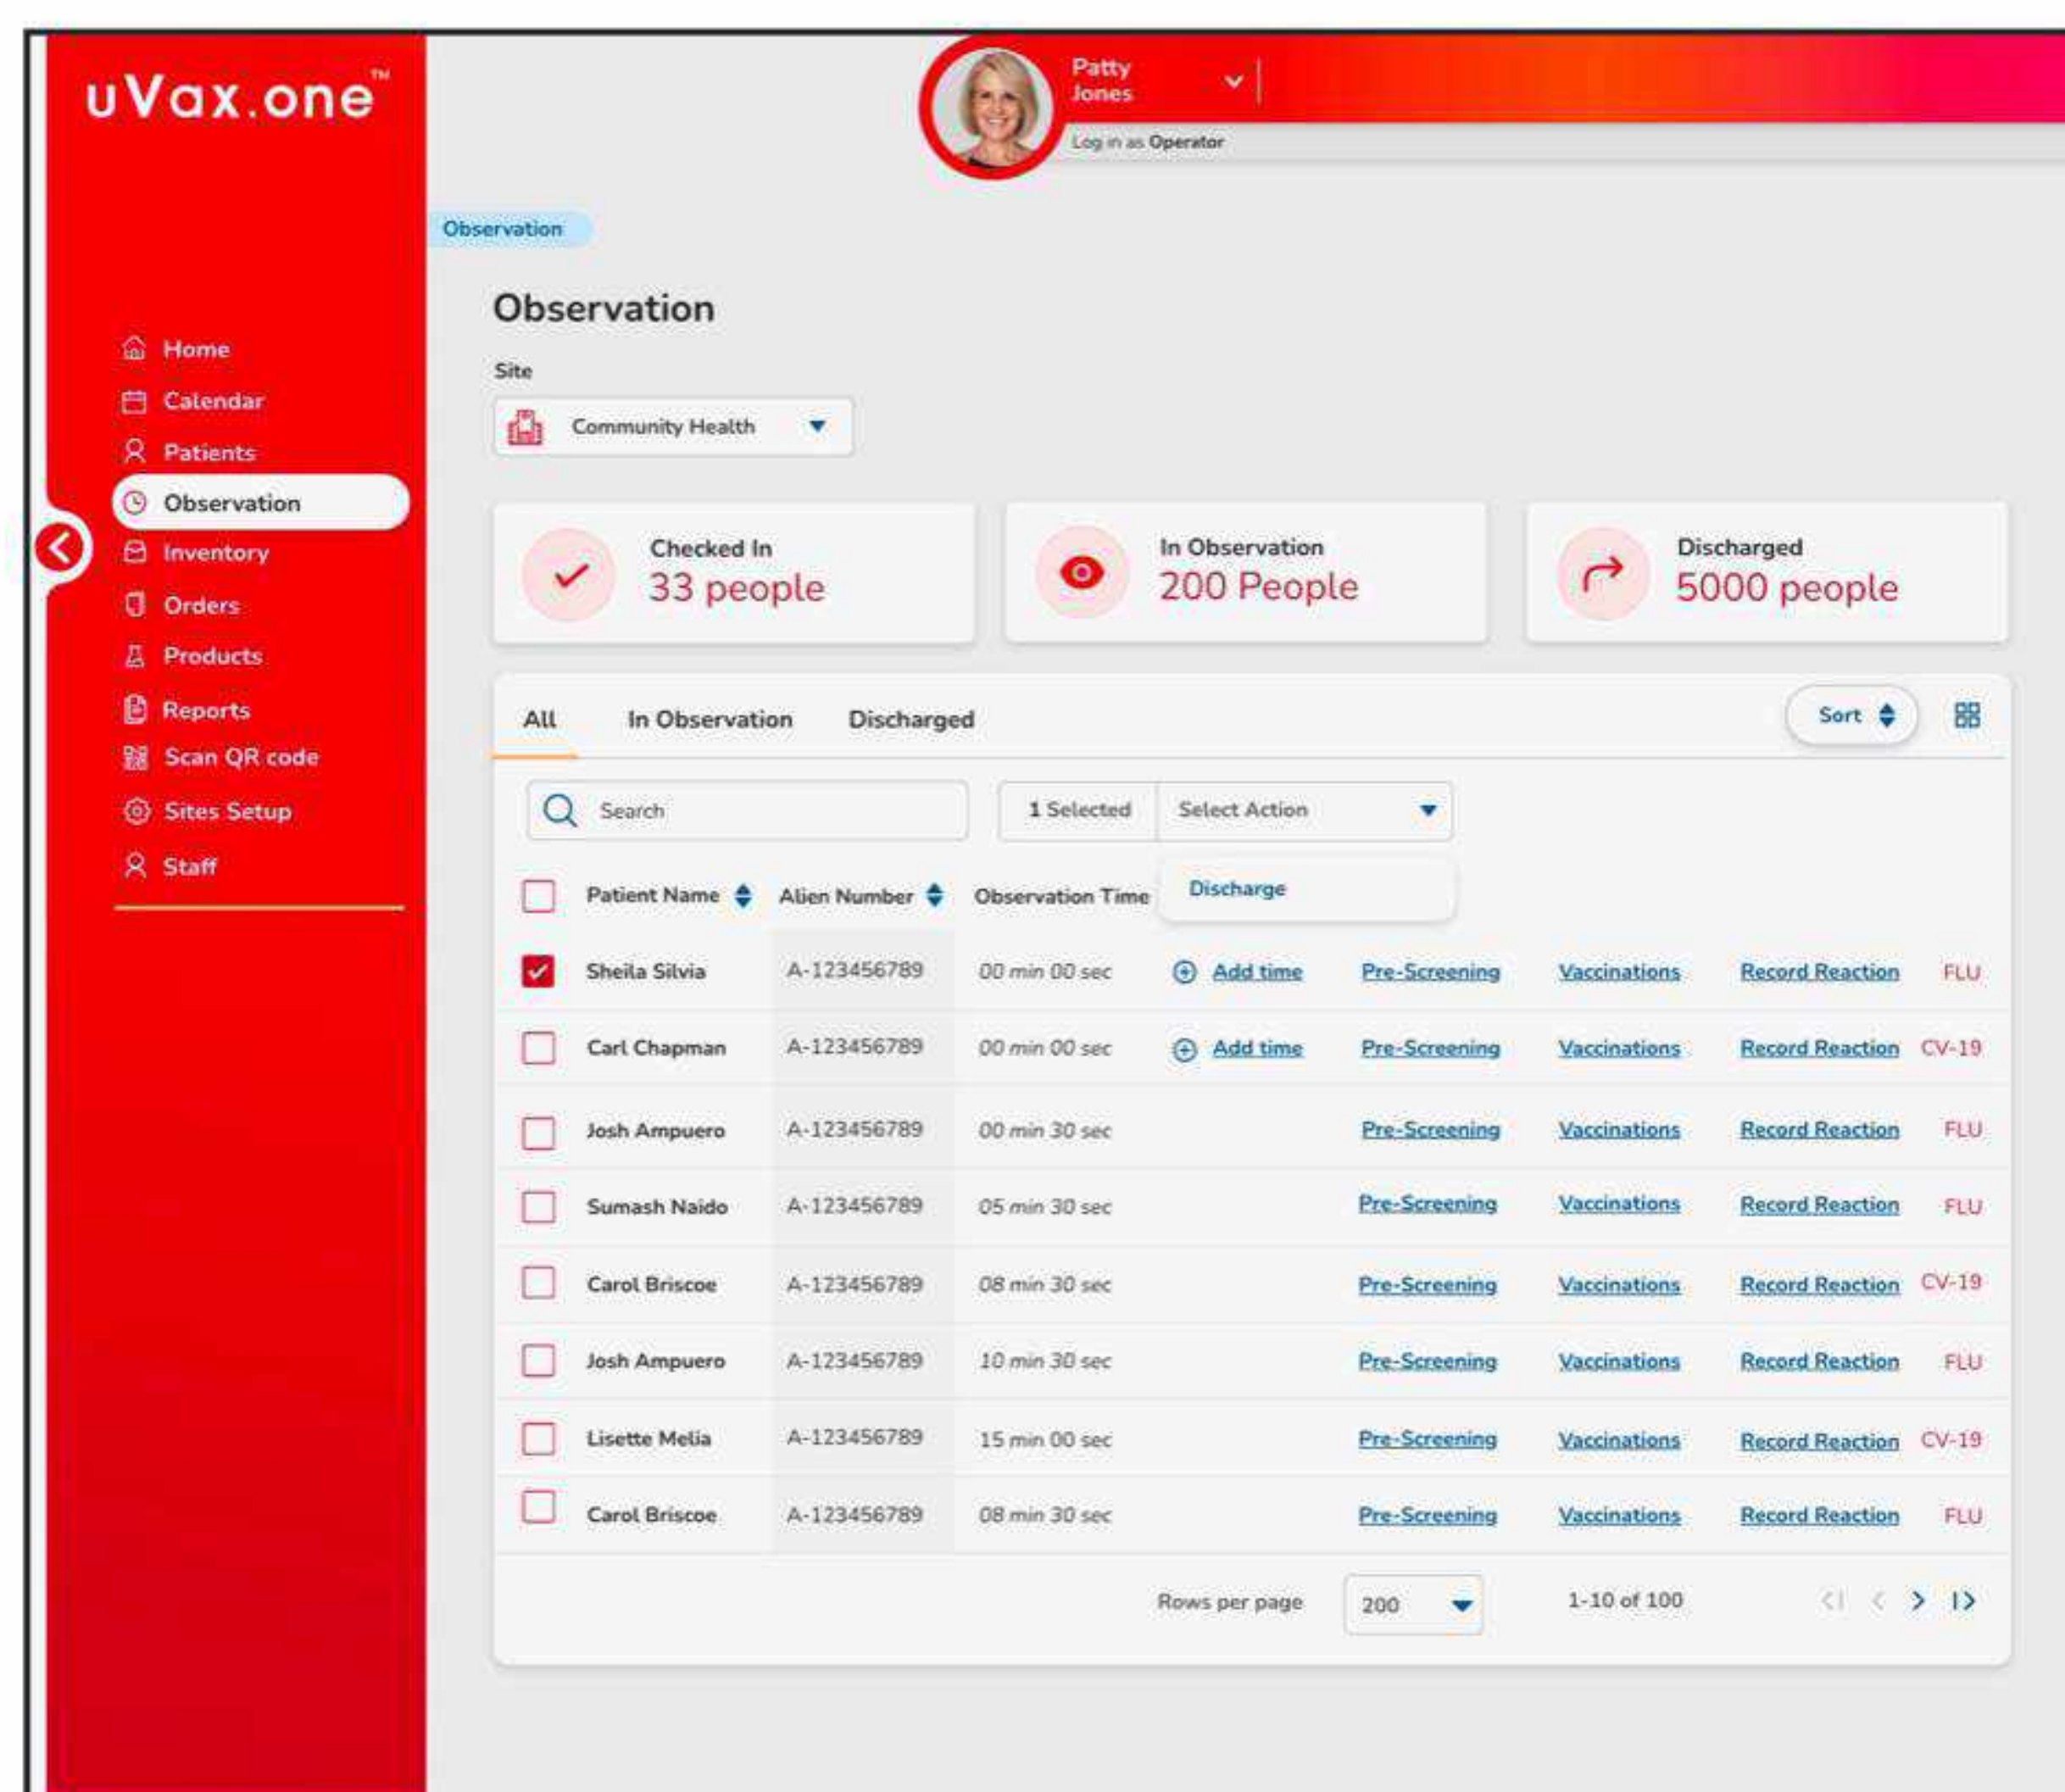 uVax.one™
Patty
Jones
Log in as Operator
Observation
Home
Calendar
Patients
Observation
Inventory
Orders
Products
Reports
Scan QR code
Sites Setup
Staff
Observation
Site
Community Health
Checked In
33 people
In Observation
200 People
Discharged
5000 people
All In Observation Discharged Sort
Search 1 Selected Select Action
Patient Name Alien Number Observation Time Discharge
Sheila Silvia A-123456789 00 min 00 sec Add time Pre-Screening Vaccinations Record Reaction FLU
Carl Chapman A-123456789 00 min 00 sec Add time Pre-Screening Vaccinations Record Reaction CV-19
Josh Ampuero A-123456789 00 min 30 sec Pre-Screening Vaccinations Record Reaction FLU
Sumash Naido A-123456789 05 min 30 sec Pre-Screening Vaccinations Record Reaction FLU
Carol Briscoe A-123456789 08 min 30 sec Pre-Screening Vaccinations Record Reaction CV-19
Josh Ampuero A-123456789 10 min 30 sec Pre-Screening Vaccinations Record Reaction FLU
Lisette Melia A-123456789 15 min 00 sec Pre-Screening Vaccinations Record Reaction CV-19
Carol Briscoe A-123456789 08 min 30 sec Pre-Screening Vaccinations Record Reaction FLU
Rows per page 200 1-10 of 100